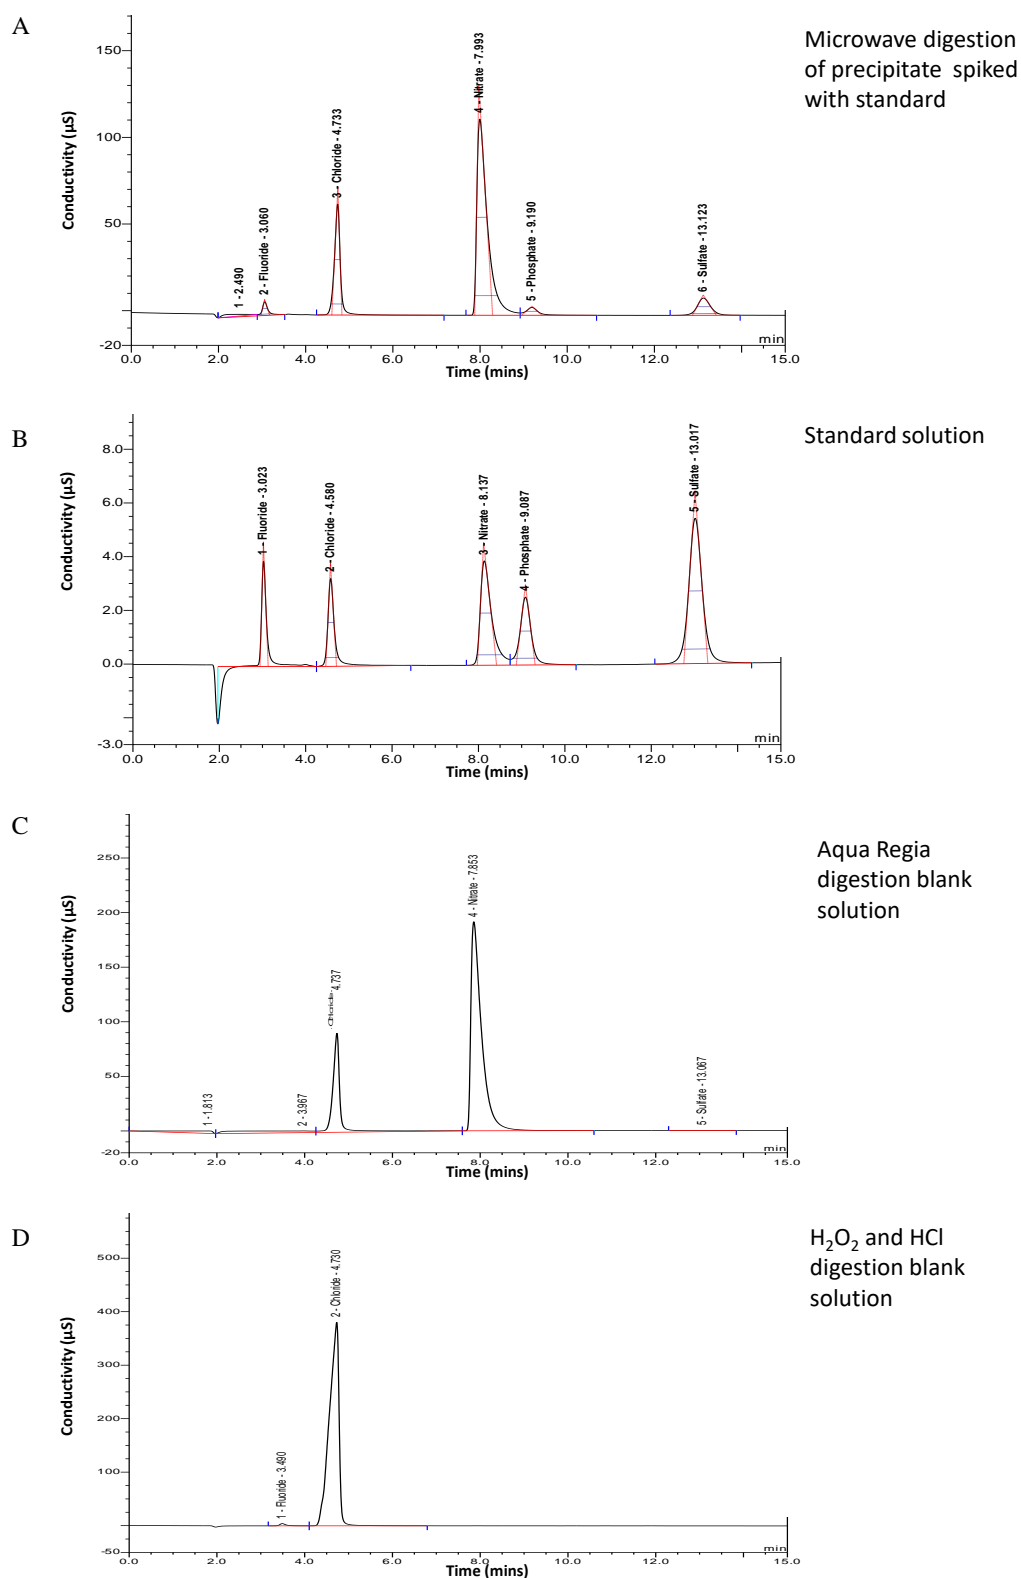 A
Microwave digestion
of precipitate spiked
with standard
Conductivity (µS)
150
100
50
-20
1 - 2.490
2 - Fluoride - 3.060
3 - Chloride - 4.733
4 - Nitrate - 7.993
5 - Phosphate - 9.190
6 - Sulfate - 13.123
min
0.0 2.0 4.0 6.0 8.0 10.0 12.0 15.0
Time (mins)
B
Standard solution
Conductivity (µS)
8.0
6.0
4.0
2.0
0.0
-3.0
1 - Fluoride - 3.023
2 - Chloride - 4.580
3 - Nitrate - 8.137
4 - Phosphate - 9.087
5 - Sulfate - 13.017
min
0.0 2.0 4.0 6.0 8.0 10.0 12.0 15.0
Time (mins)
C
Aqua Regia
digestion blank
solution
Conductivity (µS)
250
200
150
100
50
-20
1 - 1.813
2 - 3.967
Chloride - 4.737
4 - Nitrate - 7.853
5 - Sulfate - 13.067
min
0.0 2.0 4.0 6.0 8.0 10.0 12.0 15.0
Time (mins)
D
H₂O₂ and HCl
digestion blank
solution
Conductivity (µS)
500
400
300
200
100
-50
1 - Fluoride - 3.490
2 - Chloride - 4.730
min
0.0 2.0 4.0 6.0 8.0 10.0 12.0 15.0
Time (mins)